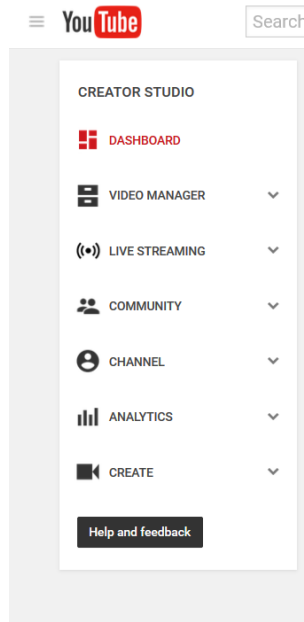 YouTube
Search
CREATOR STUDIO
DASHBOARD
VIDEO MANAGER
LIVE STREAMING
COMMUNITY
CHANNEL
ANALYTICS
CREATE
Help and feedback